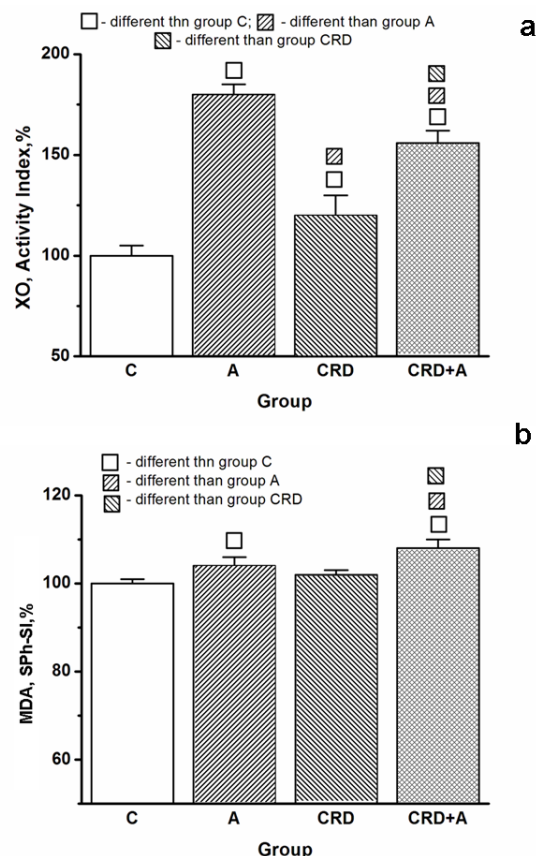 - different thn group C; - different than group A
- different than group CRD
a
200
150
100
50
XO, Activity Index,%
C A CRD CRD+A
Group
b
- different thn group C
- different than group A
- different than group CRD
120
100
80
60
MDA, SPh-SI,%
C A CRD CRD+A
Group